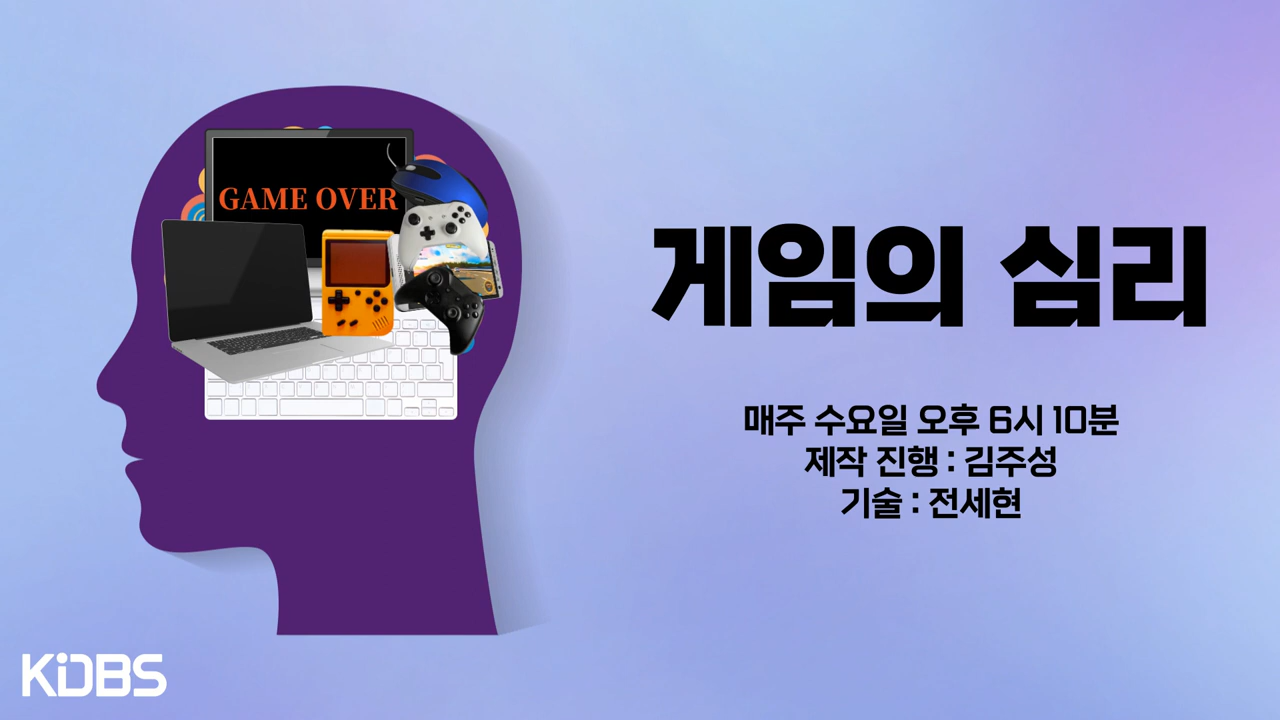 GAME OVER
게임의 심리
매주 수요일 오후 6시 10분
제작 진행 : 김주성
기술 : 전세현
KiDBS